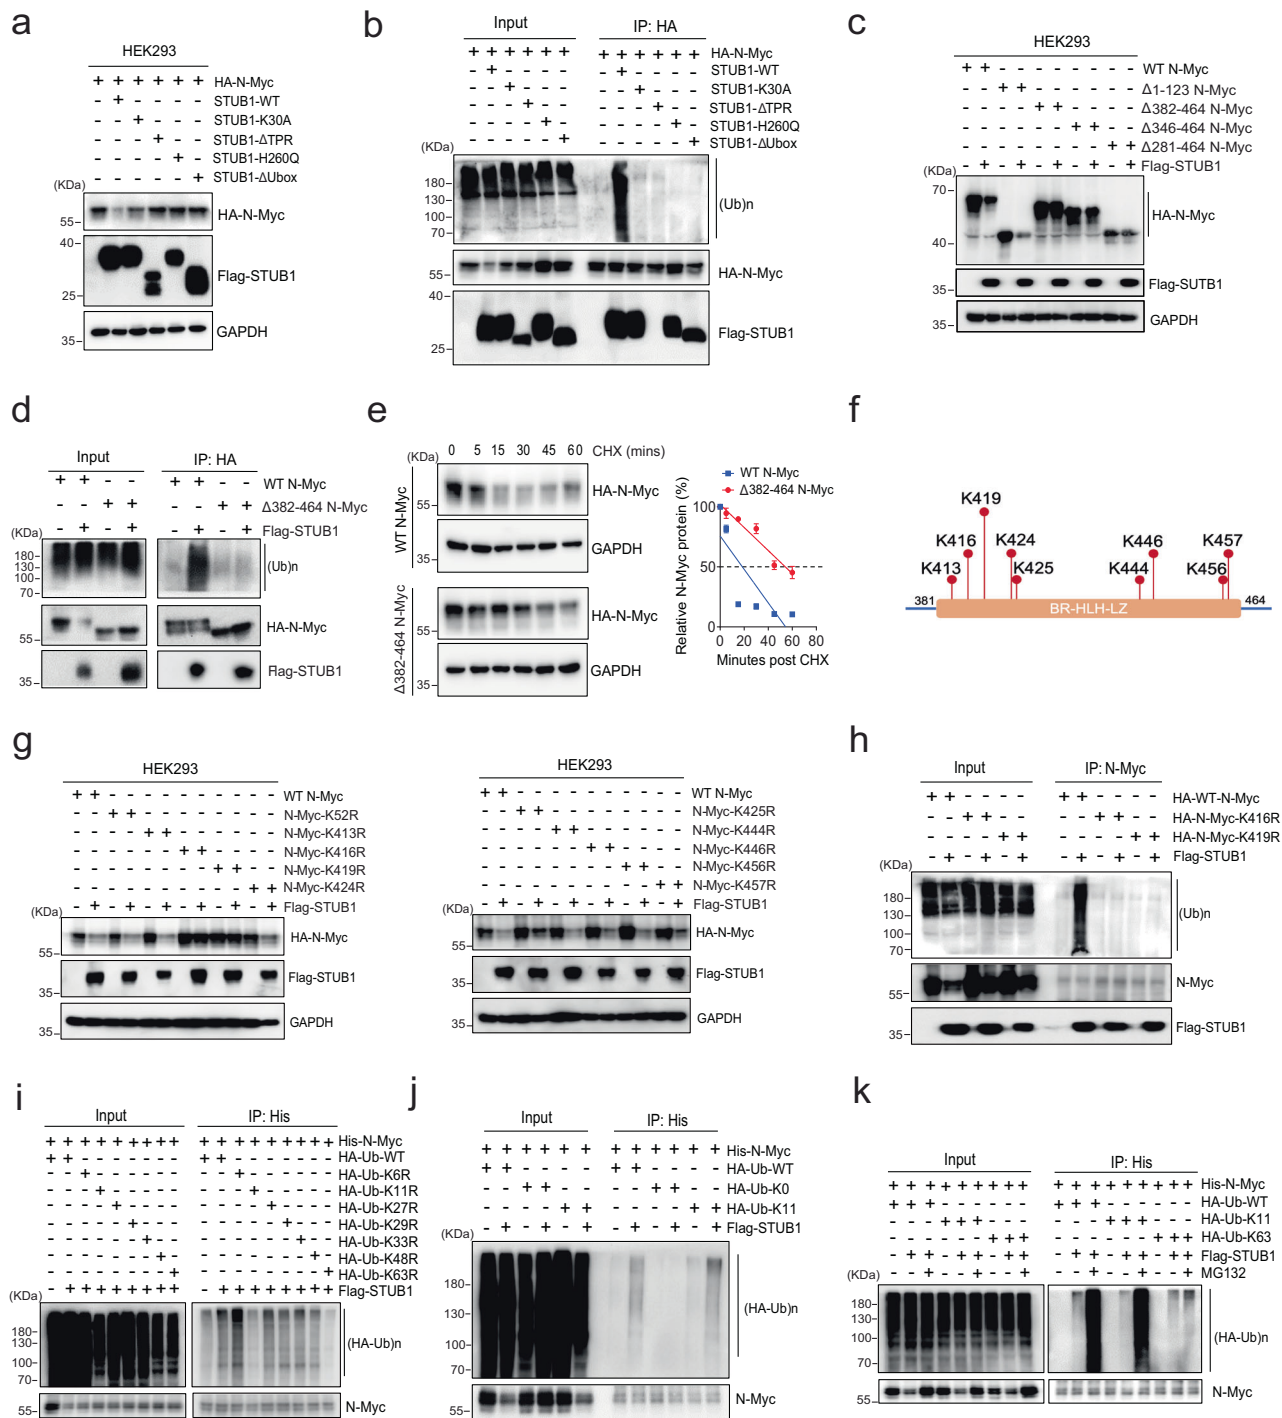 a
HEK293
+ + + + + + HA-N-Myc
- + - - - - STUB1-WT
- - + - - - STUB1-K30A
- - - + - - STUB1-ΔTPR
- - - - + - STUB1-H260Q
- - - - - + STUB1-ΔUbox
(KDa)
55
HA-N-Myc
40
25
Flag-STUB1
35
GAPDH
b
Input IP: HA
+ + + + + + + + + + + + HA-N-Myc
- + - - - - - + - - - - STUB1-WT
- - + - - - - - + - - - STUB1-K30A
- - - + - - - - - + - - STUB1-ΔTPR
- - - - + - - - - - + - STUB1-H260Q
- - - - - + - - - - - + STUB1-ΔUbox
(KDa)
180
130
100
70
(Ub)n
55
HA-N-Myc
40
25
Flag-STUB1
c
HEK293
+ + - - - - - - - - WT N-Myc
- - + + - - - - - - Δ1-123 N-Myc
- - - - + + - - - - Δ382-464 N-Myc
- - - - - - + + - - Δ346-464 N-Myc
- - - - - - - - + + Δ281-464 N-Myc
- + - + - + - + - + Flag-STUB1
(KDa)
70
40
HA-N-Myc
35
Flag-SUTB1
35
GAPDH
d
Input IP: HA
+ + - - + + - - WT N-Myc
- - + + - - + + Δ382-464 N-Myc
- + - + - + - + Flag-STUB1
(KDa)
180
130
100
70
(Ub)n
55
HA-N-Myc
35
Flag-STUB1
e
0 5 15 30 45 60 CHX (mins)
(KDa)
WT N-Myc
55
HA-N-Myc
35
GAPDH
Δ382-464 N-Myc
55
HA-N-Myc
35
GAPDH
WT N-Myc
Δ382-464 N-Myc
Relative N-Myc protein (%)
100
50
0
0 20 40 60 80
Minutes post CHX
f
K419
K416 K424 K446 K457
K413 K425 K444 K456
381 BR-HLH-LZ 464
g
HEK293
+ + - - - - - - - - - - WT N-Myc
- - + + - - - - - - - - N-Myc-K52R
- - - - + + - - - - - - N-Myc-K413R
- - - - - - + + - - - - N-Myc-K416R
- - - - - - - - + + - - N-Myc-K419R
- - - - - - - - - - + + N-Myc-K424R
- + - + - + - + - + - + Flag-STUB1
(KDa)
55
HA-N-Myc
35
Flag-STUB1
35
GAPDH
HEK293
+ + - - - - - - - - - - WT N-Myc
- - + + - - - - - - - - N-Myc-K425R
- - - - + + - - - - - - N-Myc-K444R
- - - - - - + + - - - - N-Myc-K446R
- - - - - - - - + + - - N-Myc-K456R
- - - - - - - - - - + + N-Myc-K457R
- + - + - + - + - + - + Flag-STUB1
(KDa)
55
HA-N-Myc
35
Flag-STUB1
35
GAPDH
h
Input IP: N-Myc
+ + - - - - + + - - - - HA-WT-N-Myc
- - + + - - - - + + - - HA-N-Myc-K416R
- - - - + + - - - - + + HA-N-Myc-K419R
- + - + - + - + - + - + Flag-STUB1
(KDa)
180
130
100
70
(Ub)n
55
N-Myc
35
Flag-STUB1
i
Input IP: His
+ + + + + + + + + + + + + + + + + + His-N-Myc
+ + - - - - - - - + + - - - - - - - HA-Ub-WT
- - + - - - - - - - - + - - - - - - HA-Ub-K6R
- - - + - - - - - - - - + - - - - - HA-Ub-K11R
- - - - + - - - - - - - - + - - - - HA-Ub-K27R
- - - - - + - - - - - - - - + - - - HA-Ub-K29R
- - - - - - + - - - - - - - - + - - HA-Ub-K33R
- - - - - - - + - - - - - - - - + - HA-Ub-K48R
- - - - - - - - + - - - - - - - - + HA-Ub-K63R
- + + + + + + + + - + + + + + + + + Flag-STUB1
(KDa)
180
130
100
70
(HA-Ub)n
55
N-Myc
j
Input IP: His
+ + + + + + + + + + + + His-N-Myc
+ + - - - - + + - - - - HA-Ub-WT
- - + + - - - - + + - - HA-Ub-K0
- - - - + + - - - - + + HA-Ub-K11
- + - + - + - + - + - + Flag-STUB1
(KDa)
180
130
100
70
(HA-Ub)n
55
N-Myc
k
Input IP: His
+ + + + + + + + + + + + + + + + + + His-N-Myc
+ + + - - - - - - + + + - - - - - - HA-Ub-WT
- - - + + + - - - - - - + + + - - - HA-Ub-K11
- - - - - - + + + - - - - - - + + + HA-Ub-K63
- + + - + + - + + - + + - + + - + + Flag-STUB1
- - + - - + - - + - - + - - + - - + MG132
(KDa)
180
130
100
70
(HA-Ub)n
55
N-Myc